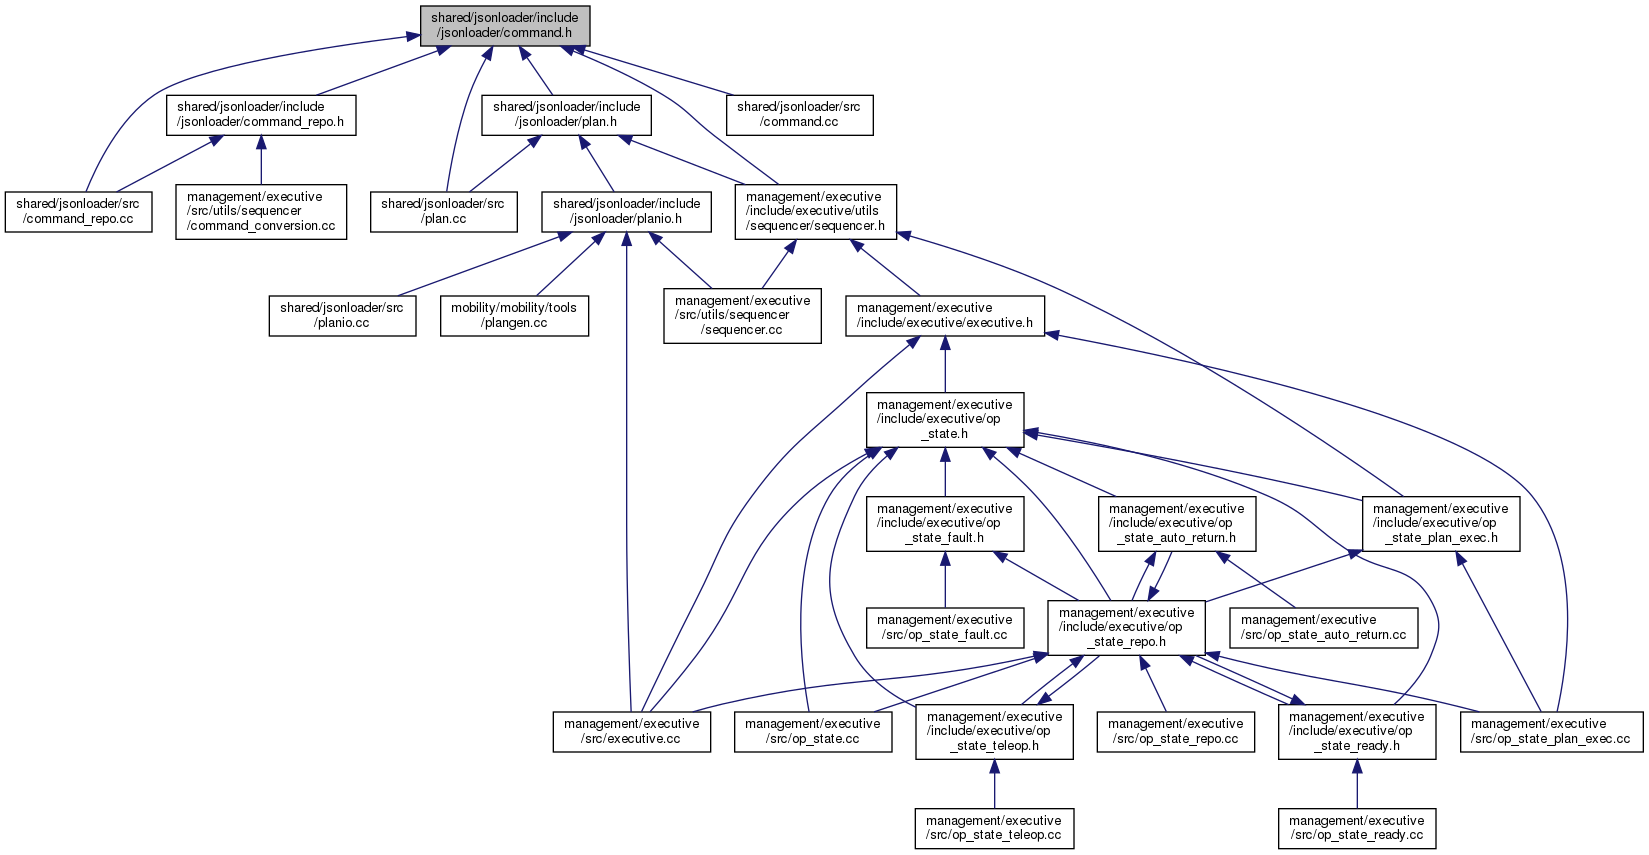 shared/jsonloader/include
/jsonloader/command.h
shared/jsonloader/include
/jsonloader/command_repo.h
shared/jsonloader/include
/jsonloader/plan.h
shared/jsonloader/src
/command.cc
shared/jsonloader/src
/command_repo.cc
management/executive
/src/utils/sequencer
/command_conversion.cc
shared/jsonloader/src
/plan.cc
shared/jsonloader/include
/jsonloader/planio.h
management/executive
/include/executive/utils
/sequencer/sequencer.h
shared/jsonloader/src
/planio.cc
mobility/mobility/tools
/plangen.cc
management/executive
/src/utils/sequencer
/sequencer.cc
management/executive
/include/executive/executive.h
management/executive
/include/executive/op
_state.h
management/executive
/include/executive/op
_state_fault.h
management/executive
/include/executive/op
_state_auto_return.h
management/executive
/include/executive/op
_state_plan_exec.h
management/executive
/src/op_state_fault.cc
management/executive
/include/executive/op
_state_repo.h
management/executive
/src/op_state_auto_return.cc
management/executive
/src/executive.cc
management/executive
/src/op_state.cc
management/executive
/include/executive/op
_state_teleop.h
management/executive
/src/op_state_repo.cc
management/executive
/include/executive/op
_state_ready.h
management/executive
/src/op_state_plan_exec.cc
management/executive
/src/op_state_teleop.cc
management/executive
/src/op_state_ready.cc